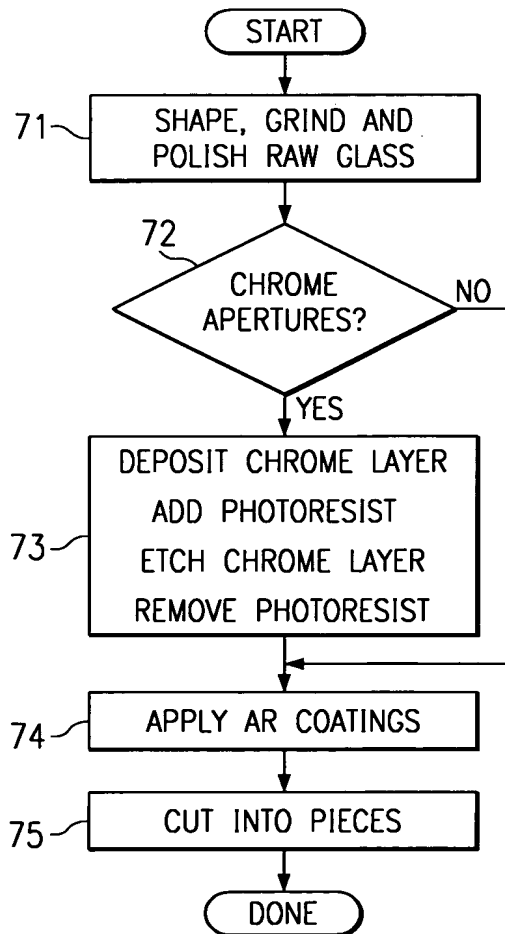 START
71
SHAPE, GRIND AND
POLISH RAW GLASS
72
CHROME
APERTURES?
NO
YES
73
DEPOSIT CHROME LAYER
ADD PHOTORESIST
ETCH CHROME LAYER
REMOVE PHOTORESIST
74
APPLY AR COATINGS
75
CUT INTO PIECES
DONE